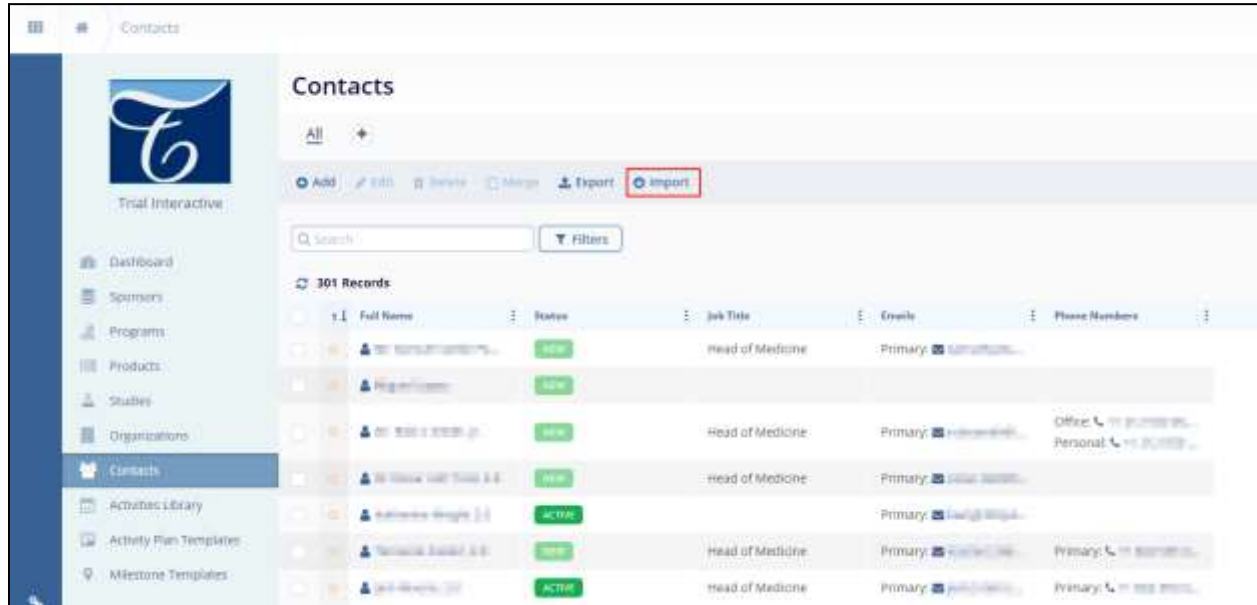 Contacts
Contacts
All
Trial Interactive
Add Edit Delete Merge Export Import
Search Filters
301 Records
Full Name Status Job Title Emails Phone Numbers
Dashboard
Sponsors
Programs
Products
Studies
Organizations
Contacts
Activities Library
Activity Plan Templates
Milestone Templates
NEW Head of Medicine Primary:
NEW
NEW Head of Medicine Primary: Office:
Personal:
NEW Head of Medicine Primary:
ACTIVE Primary:
NEW Head of Medicine Primary: Primary:
ACTIVE Head of Medicine Primary: Primary: